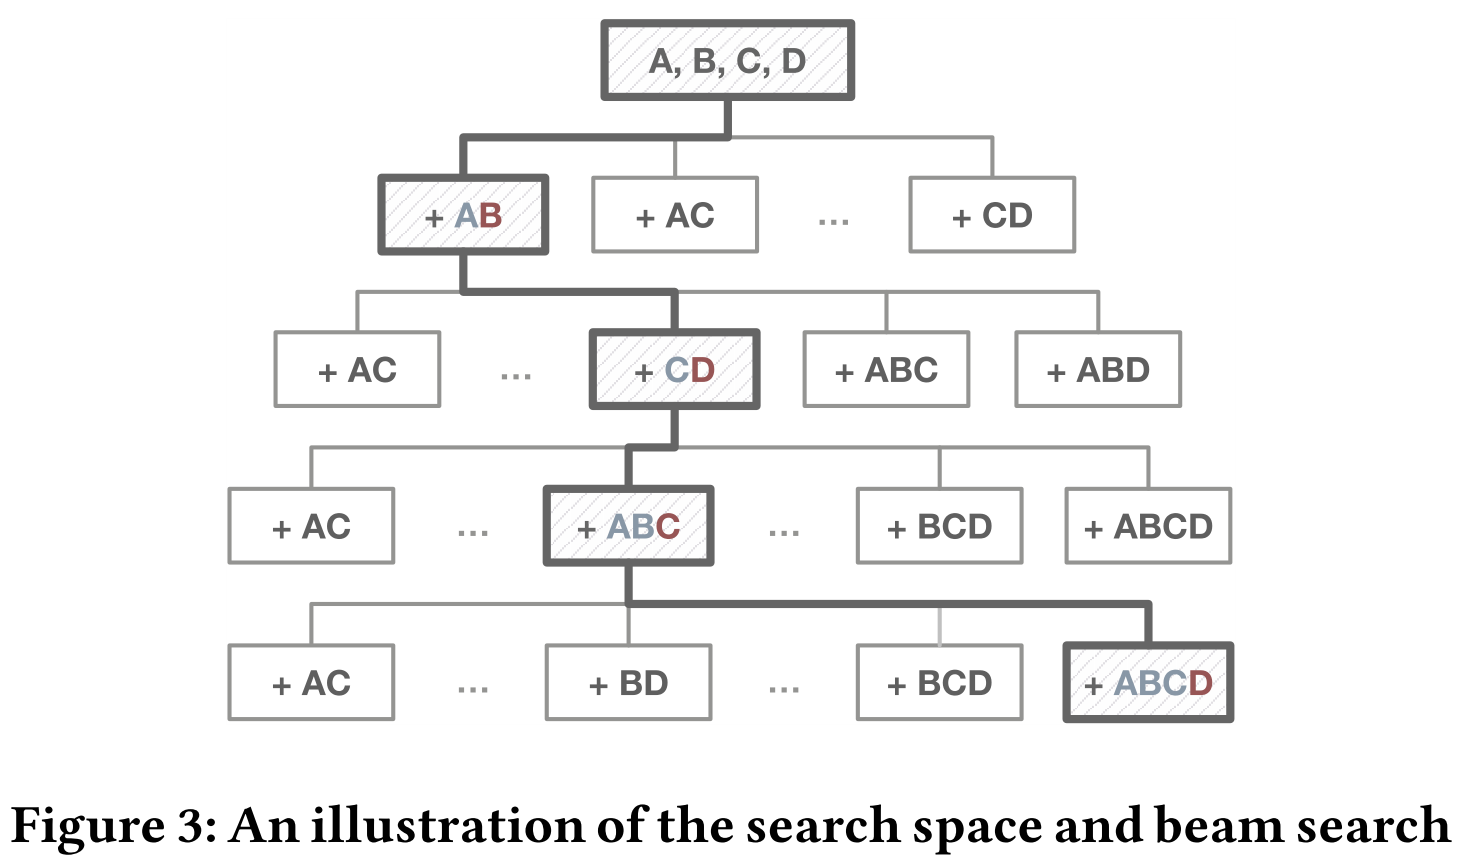 A, B, C, D
+ AB + AC ... + CD
+ AC ... + CD + ABC + ABD
+ AC ... + ABC ... + BCD + ABCD
+ AC ... + BD ... + BCD + ABCD
Figure 3: An illustration of the search space and beam search